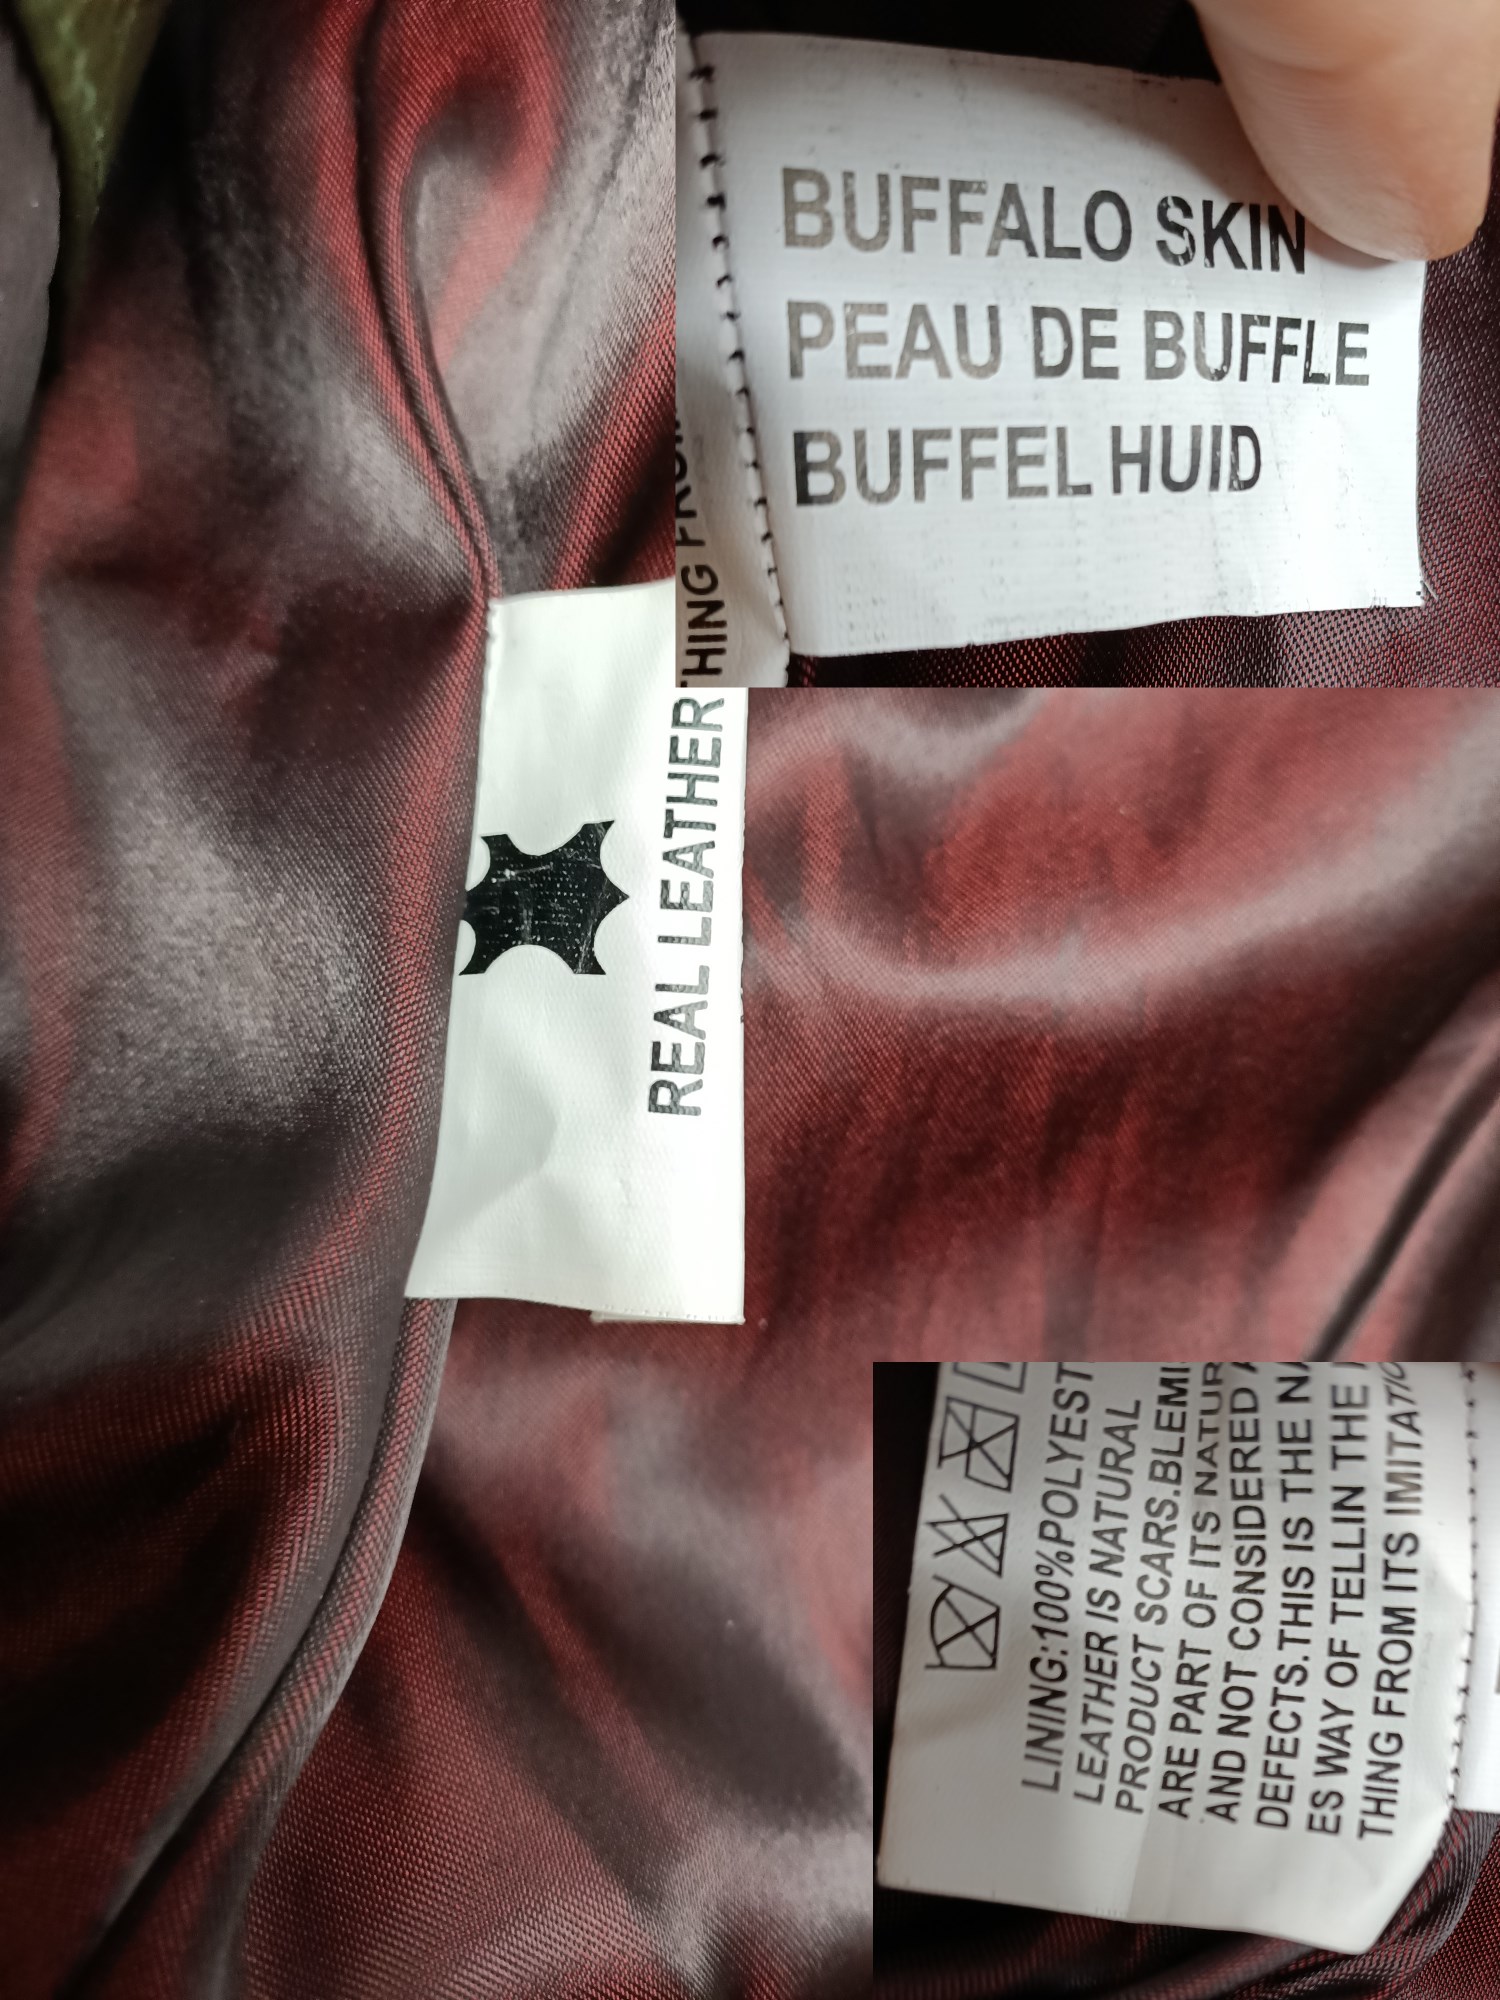 BUFFALO SKIN
PEAU DE BUFFLE
BUFFEL HUID
THING
REAL LEATHER
LINING:100%POLYEST
LEATHER IS NATURAL
PRODUCT SCARS.BLEMI
ARE PART OF ITS NATUR
AND NOT CONSIDERED
DEFECTS.THIS IS THE NA
ES WAY OF TELLIN THE
THING FROM ITS IMITATIO